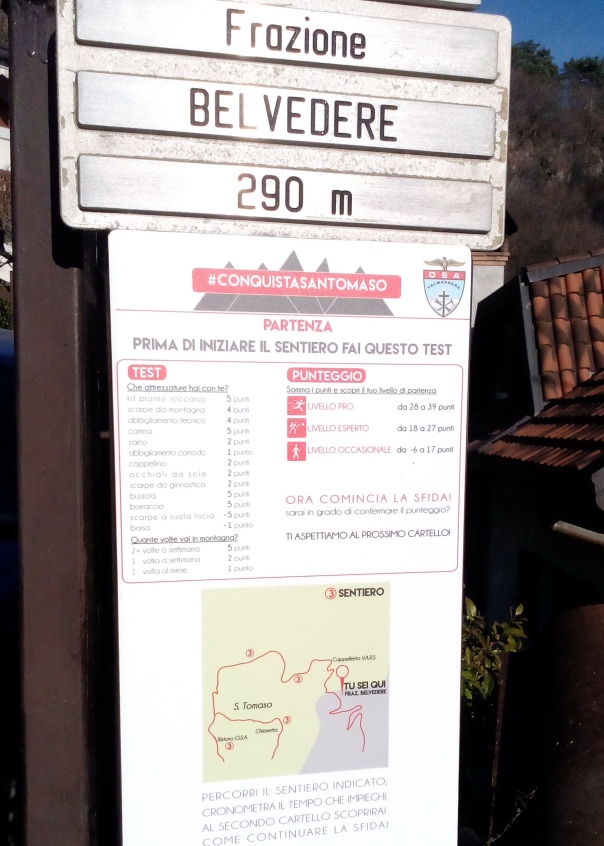 Frazione
BELVEDERE
290 m
#CONQUISTASANTOMASO
O S A
VALMADRERA
PARTENZA
PRIMA DI INIZIARE IL SENTIERO FAI QUESTO TEST
TEST
Che attrezzature hai con te?
kit pronto soccorso 5 punti
scarpe da montagna 4 punti
abbigliamento tecnico 4 punti
cartina 5 punti
zaino 2 punti
abbigliamento comodo 1 punto
cappellino 2 punti
occhiali da sole 2 punti
scarpe da ginnastica 2 punti
bussola 5 punti
borraccia 5 punti
scarpe a suola liscia -5 punti
borsa -1 punto
Quante volte vai in montagna?
2+ volte a settimana 5 punti
1 volta a settimana 2 punti
1 volta al mese 1 punto
PUNTEGGIO
Somma i punti e scopri il tuo livello di partenza
LIVELLO PRO da 28 a 39 punti
LIVELLO ESPERTO da 18 a 27 punti
LIVELLO OCCASIONALE da -6 a 17 punti
ORA COMINCIA LA SFIDA!
sarai in grado di confermare il punteggio?
TI ASPETTIAMO AL PROSSIMO CARTELLO!
3 SENTIERO
3
Cappelletta V.A.R.S.
3
TU SEI QUI
FRAZ. BELVEDERE
S. Tomaso
3
Chiesetta
Ristoro O.S.A.
3
PERCORRI IL SENTIERO INDICATO;
CRONOMETRA IL TEMPO CHE IMPIEGHI.
AL SECONDO CARTELLO SCOPRIRAI
COME CONTINUARE LA SFIDA!